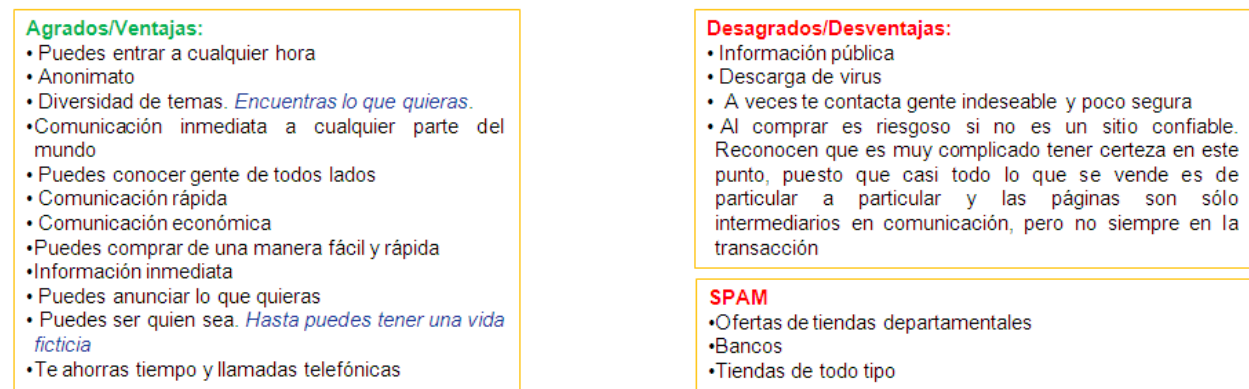 Agrados/Ventajas:
• Puedes entrar a cualquier hora
• Anonimato
• Diversidad de temas. Encuentras lo que quieras.
•Comunicación inmediata a cualquier parte del
mundo
• Puedes conocer gente de todos lados
• Comunicación rápida
• Comunicación económica
•Puedes comprar de una manera fácil y rápida
•Información inmediata
• Puedes anunciar lo que quieras
• Puedes ser quien sea. Hasta puedes tener una vida
ficticia
•Te ahorras tiempo y llamadas telefónicas
Desagrados/Desventajas:
• Información pública
• Descarga de virus
• A veces te contacta gente indeseable y poco segura
• Al comprar es riesgoso si no es un sitio confiable.
Reconocen que es muy complicado tener certeza en este
punto, puesto que casi todo lo que se vende es de
particular a particular y las páginas son sólo
intermediarios en comunicación, pero no siempre en la
transacción
SPAM
•Ofertas de tiendas departamentales
•Bancos
•Tiendas de todo tipo